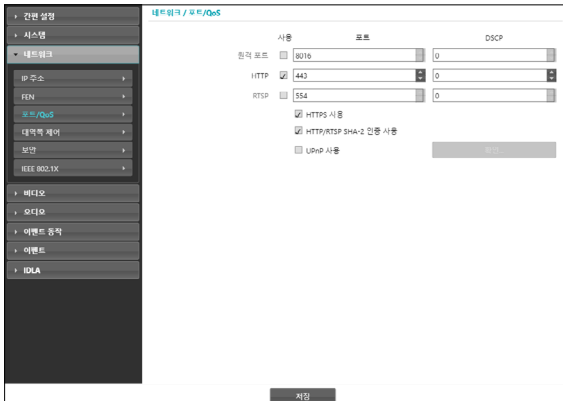 간편 설정
시스템
네트워크
IP 주소
FEN
포트/QoS
대역폭 제어
보안
IEEE 802.1X
비디오
오디오
이벤트 동작
이벤트
IDLA
네트워크 / 포트/QoS
사용 포트 DSCP
원격 포트 8016 0
HTTP 443 0
RTSP 554 0
HTTPS 사용
HTTP/RTSP SHA-2 인증 사용
UPnP 사용
저장